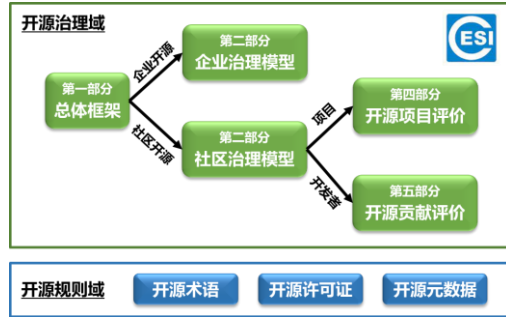 开源治理域
CESI
第二部分
企业治理模型
企业开源
第一部分
总体框架
社区开源
第二部分
社区治理模型
项目
第四部分
开源项目评价
开发者
第五部分
开源贡献评价
开源规则域
开源术语
开源许可证
开源元数据